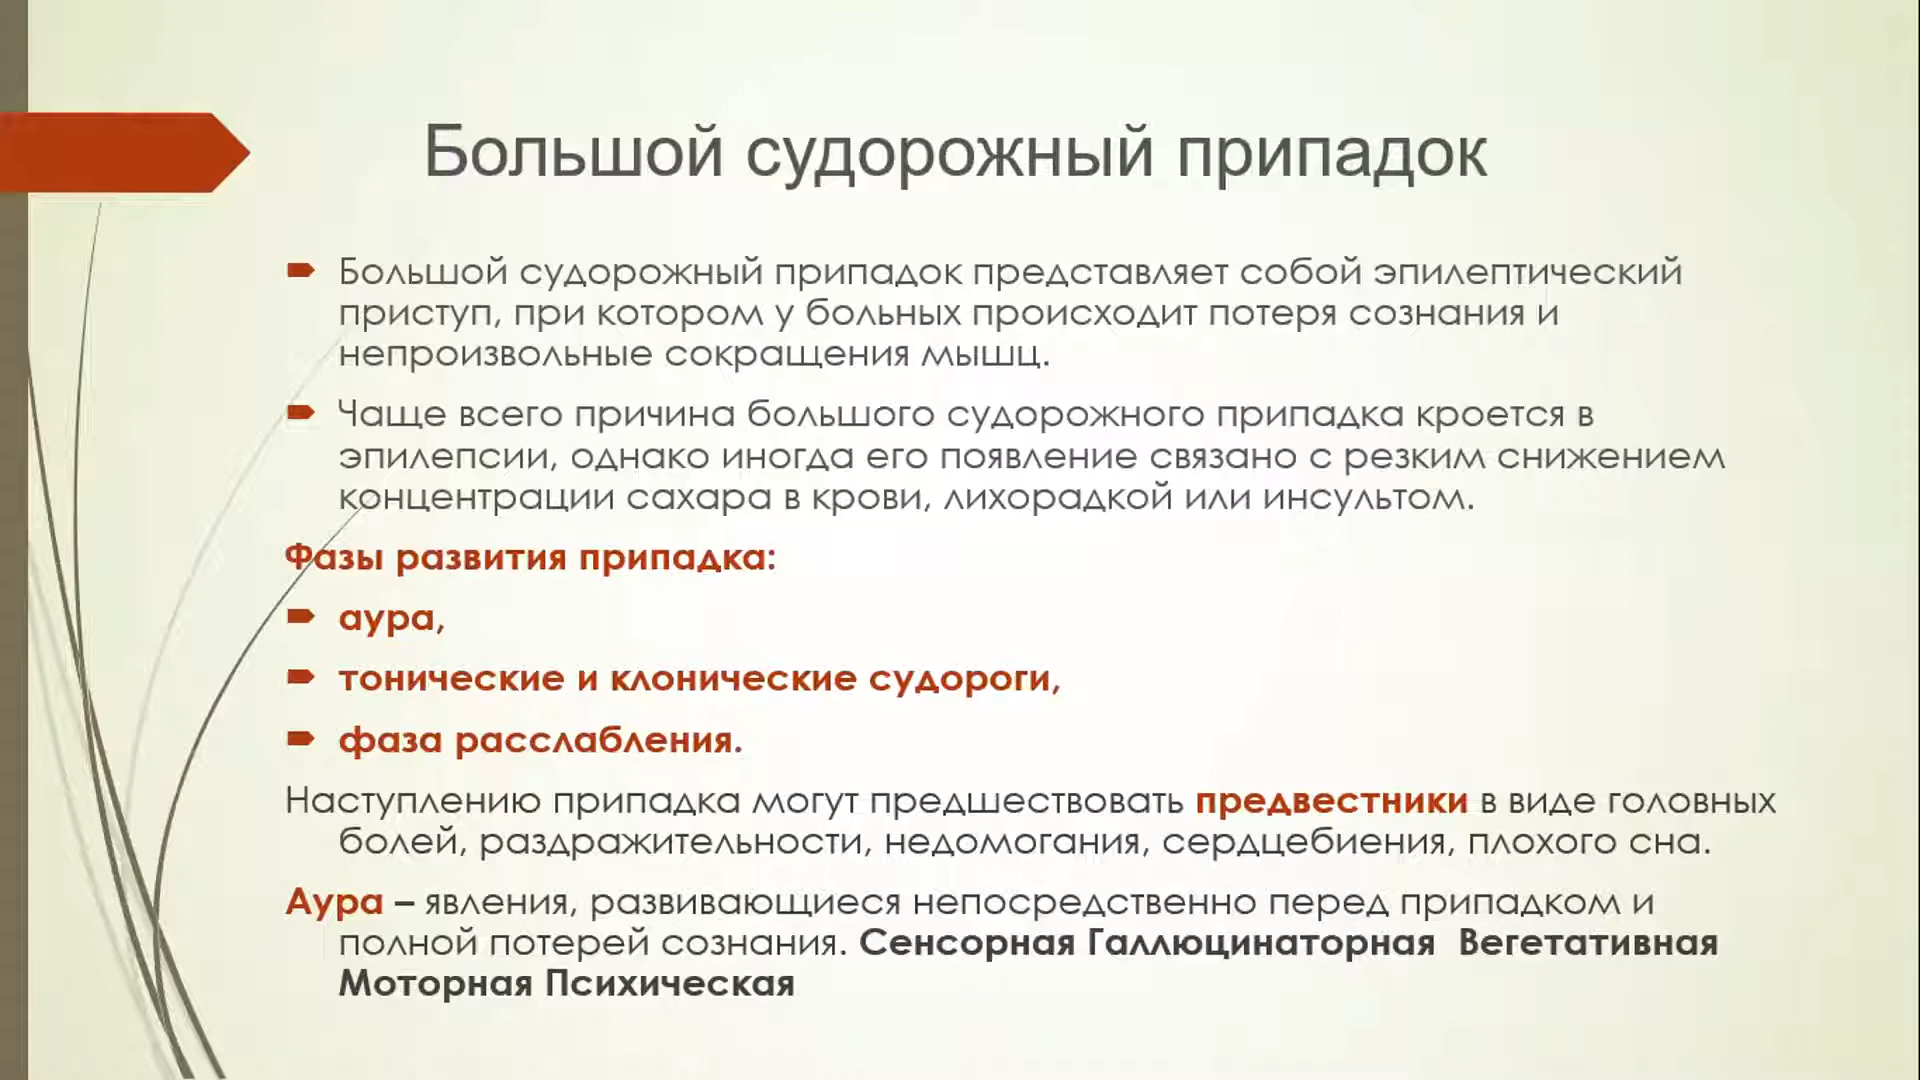 Большой судорожный припадок
Большой судорожный припадок представляет собой эпилептический
приступ, при котором у больных происходит потеря сознания и
непроизвольные сокращения мышц.
Чаще всего причина большого судорожного припадка кроется в
эпилепсии, однако иногда его появление связано с резким снижением
концентрации сахара в крови, лихорадкой или инсультом.
Фазы развития припадка:
аура,
тонические и клонические судороги,
фаза расслабления.
Наступлению припадка могут предшествовать предвестники в виде головных
болей, раздражительности, недомогания, сердцебиения, плохого сна.
Аура – явления, развивающиеся непосредственно перед припадком и
полной потерей сознания. Сенсорная Галлюцинаторная  Вегетативная
Моторная Психическая